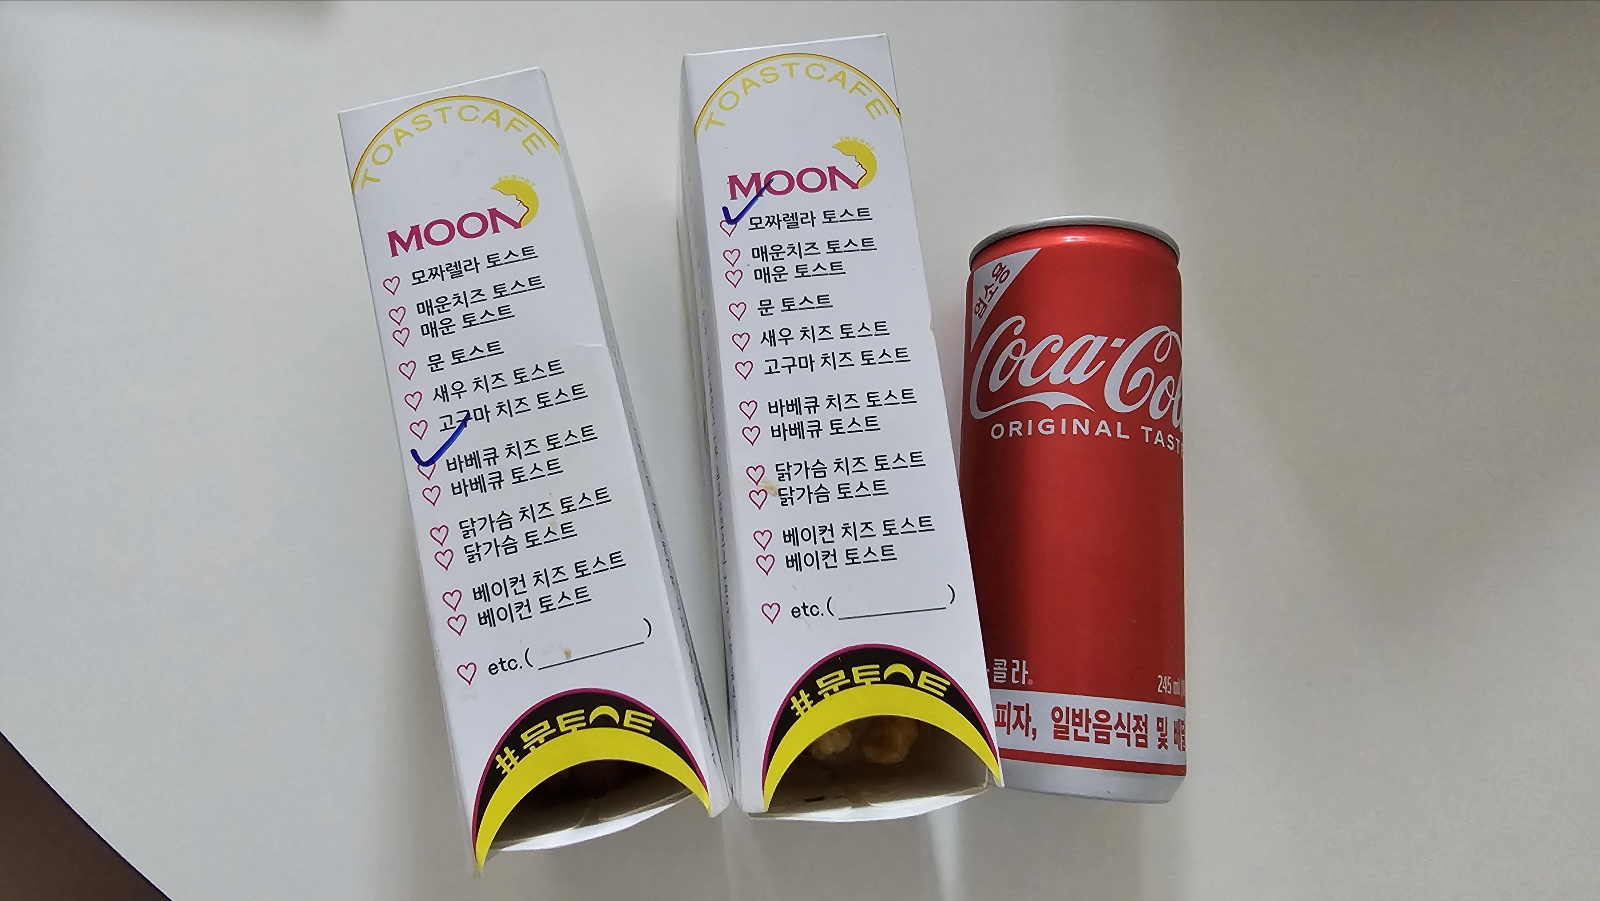 TOASTCAFE
MOON
모짜렐라 토스트
매운치즈 토스트
매운 토스트
문 토스트
새우 치즈 토스트
고구마 치즈 토스트
바베큐 치즈 토스트
바베큐 토스트
닭가슴 치즈 토스트
닭가슴 토스트
베이컨 치즈 토스트
베이컨 토스트
etc.( )
#문토스트
TOASTCAFE
MOON
모짜렐라 토스트
매운치즈 토스트
매운 토스트
문 토스트
새우 치즈 토스트
고구마 치즈 토스트
바베큐 치즈 토스트
바베큐 토스트
닭가슴 치즈 토스트
닭가슴 토스트
베이컨 치즈 토스트
베이컨 토스트
etc.( )
#문토스트
업소용
Coca-Col
ORIGINAL TAST
콜라
245 ml
피자, 일반음식점 및 배달